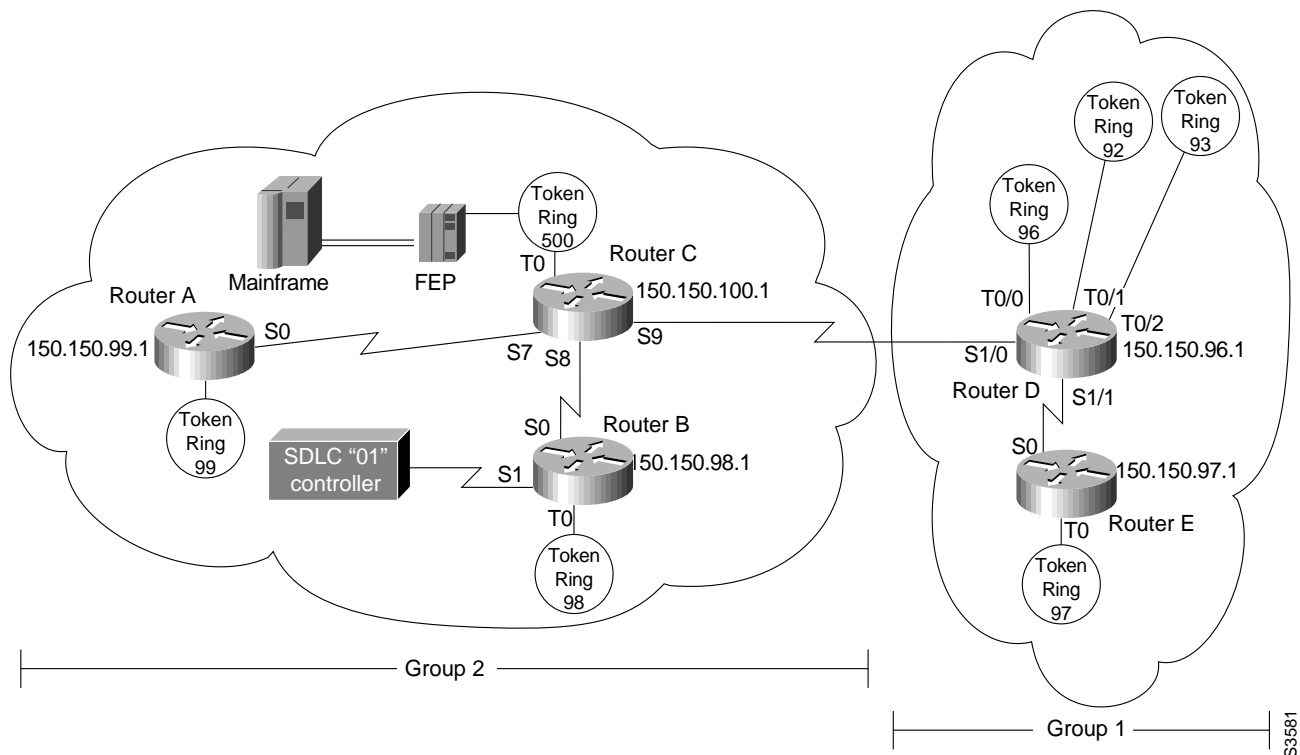 Token
Ring
92
Token
Ring
93
Token
Ring
96
Token
Ring
500
Mainframe
FEP
T0
Router C
150.150.100.1
Router A
150.150.99.1
S0
S7
S8
S9
Token
Ring
99
SDLC “01”
controller
S1
S0
Router B
150.150.98.1
T0
Token
Ring
98
T0/0
T0/1
T0/2
150.150.96.1
S1/0
Router D
S1/1
S0
150.150.97.1
Router E
T0
Token
Ring
97
Group 2
Group 1
S3581